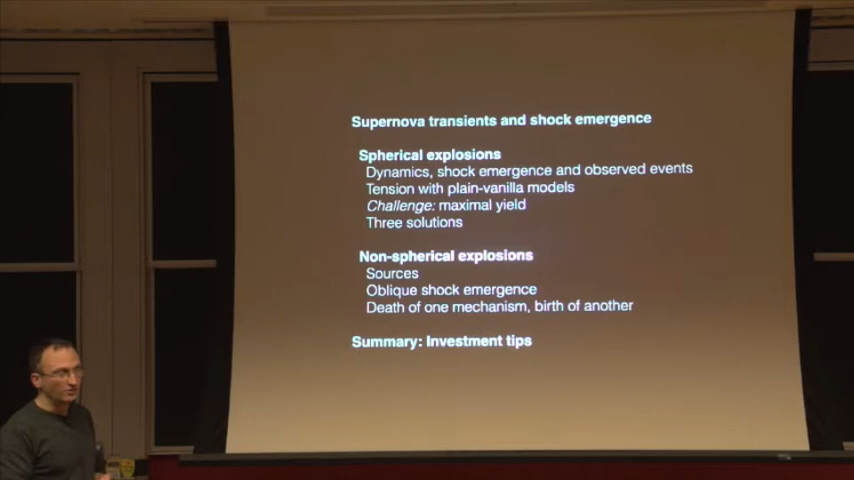 Supernova transients and shock emergence
Spherical explosions
Dynamics, shock emergence and observed events
Tension with plain-vanilla models
Challenge: maximal yield
Three solutions
Non-spherical explosions
Sources
Oblique shock emergence
Death of one mechanism, birth of another
Summary: Investment tips